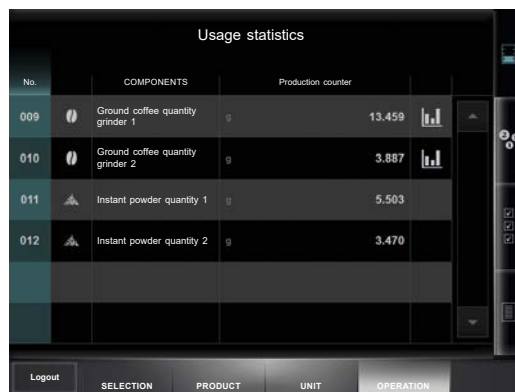 Usage statistics
No. COMPONENTS Production counter
009 Ground coffee quantity
grinder 1 g 13.459
010 Ground coffee quantity
grinder 2 g 3.887
011 Instant powder quantity 1 g 5.503
012 Instant powder quantity 2 g 3.470
Logout SELECTION PRODUCT UNIT OPERATION